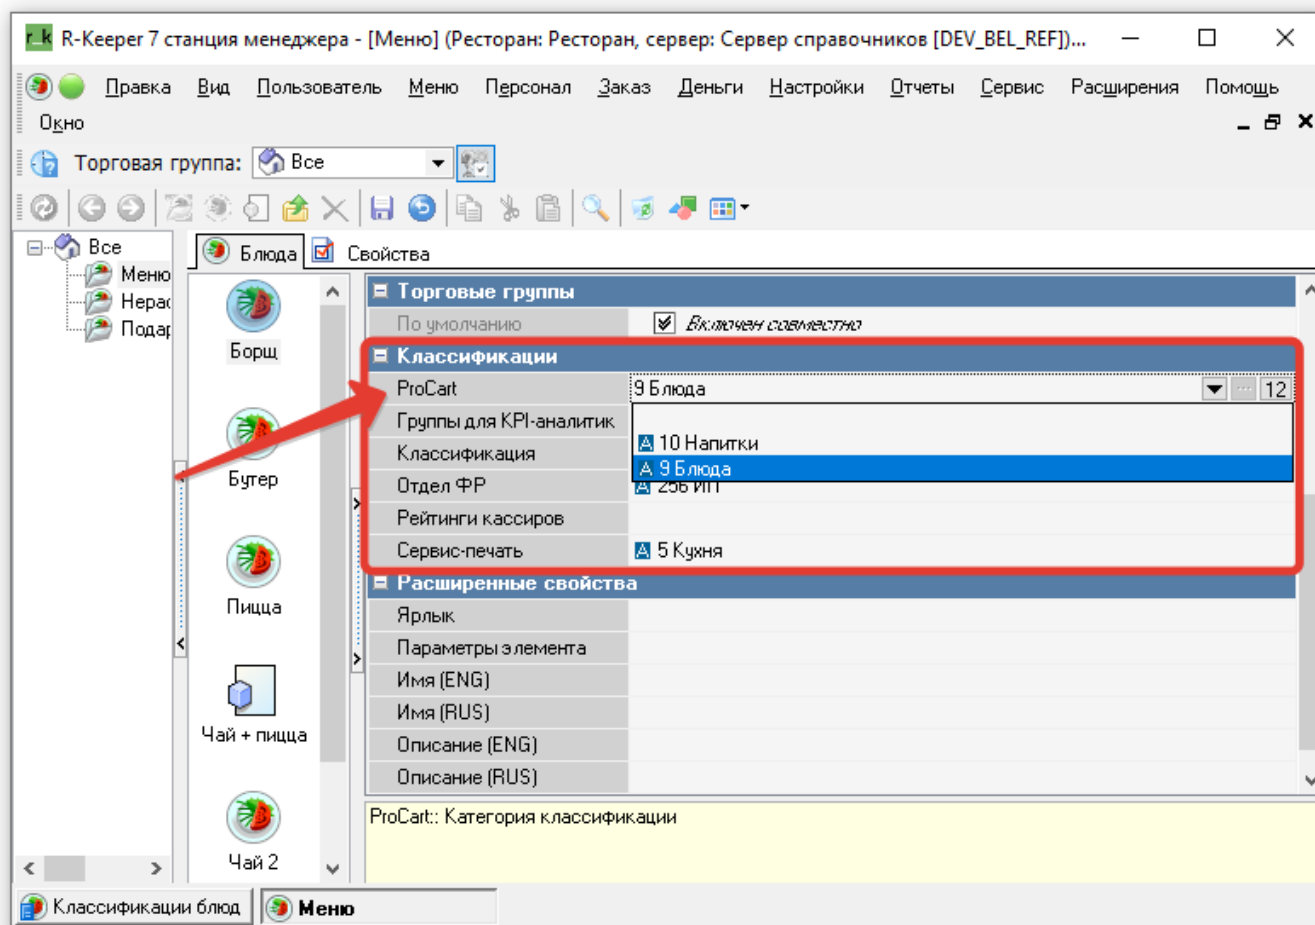 r_k R-Keeper 7 станция менеджера - [Меню] (Ресторан: Ресторан, сервер: Сервер справочников [DEV_BEL_REF])...
Правка Вид Пользователь Меню Персонал Заказ Деньги Настройки Отчеты Сервис Расширения Помощь
Окно
Торговая группа: Все
Все
Меню
Нерас
Подар
Блюда Свойства
Борщ
Бутер
Пицца
Чай + пицца
Чай 2
Торговые группы
По умолчанию Включен совместно
Классификации
ProCart 9 Блюда 12
Группы для KPI-аналитик
10 Напитки
Классификация
9 Блюда
Отдел ФР 256 ИП
Рейтинги кассиров
Сервис-печать 5 Кухня
Расширенные свойства
Ярлык
Параметры элемента
Имя (ENG)
Имя (RUS)
Описание (ENG)
Описание (RUS)
ProCart:: Категория классификации
Классификации блюд Меню